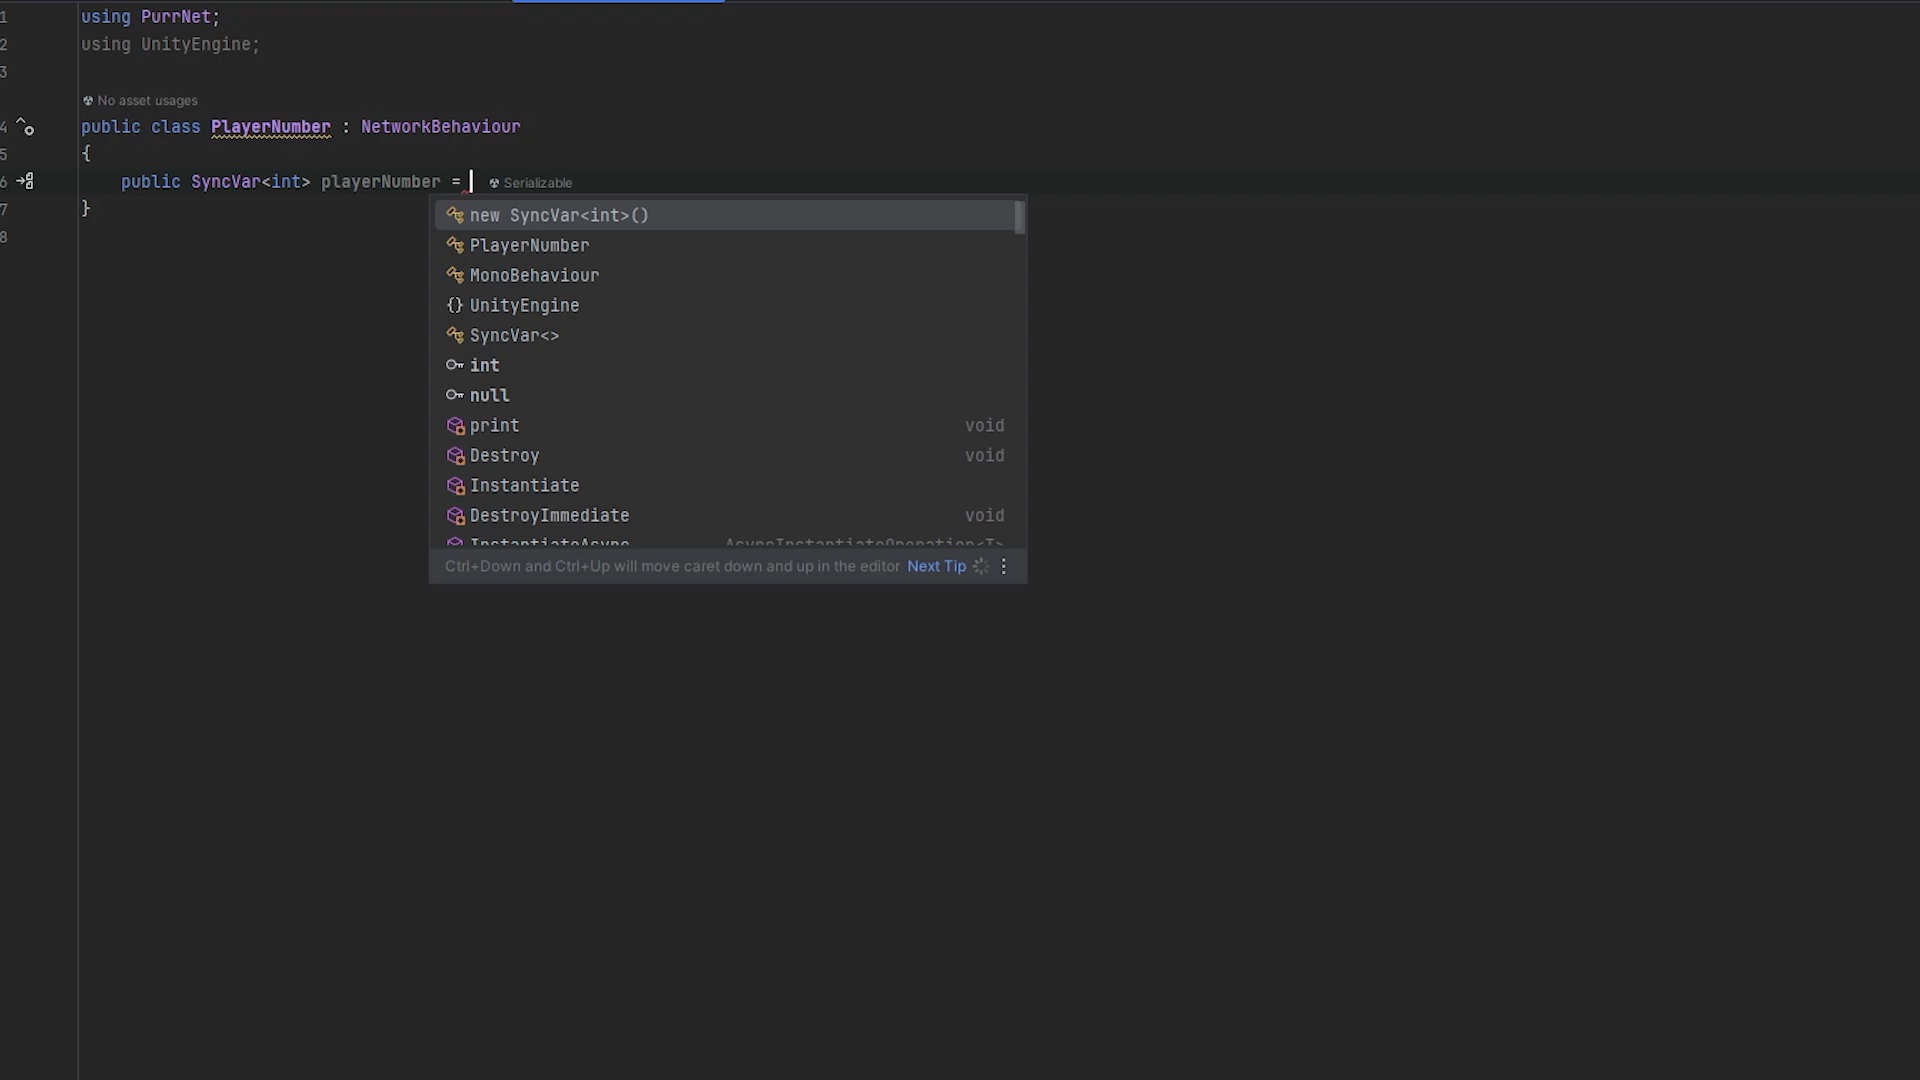 1 using PurrNet;
2 using UnityEngine;
3
No asset usages
4 public class PlayerNumber : NetworkBehaviour
5 {
6 public SyncVar<int> playerNumber = Serializable
7 }
8
new SyncVar<int>()
PlayerNumber
MonoBehaviour
{} UnityEngine
SyncVar<>
int
null
print void
Destroy void
Instantiate
DestroyImmediate void
InstantiateAsync AsyncInstantiateOperation<T>
Ctrl+Down and Ctrl+Up will move caret down and up in the editor Next Tip